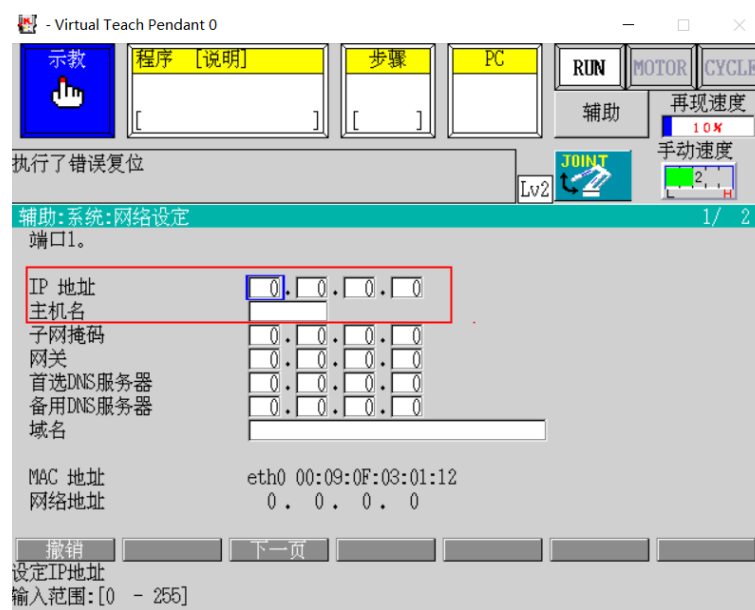 - Virtual Teach Pendant 0
示教
程序 [说明]
[ ]
步骤
[ ]
PC
RUN
MOTOR
CYCLE
辅助
再现速度
10%
执行了错误复位
Lv2
JOINT
手动速度
2
L H
辅助:系统:网络设定 1/ 2
端口1。
IP 地址 0. 0. 0. 0
主机名
子网掩码 0. 0. 0. 0
网关 0. 0. 0. 0
首选DNS服务器 0. 0. 0. 0
备用DNS服务器 0. 0. 0. 0
域名
MAC 地址 eth0 00:09:0F:03:01:12
网络地址 0. 0. 0. 0
撤销 下一页
设定IP地址
输入范围:[0 - 255]